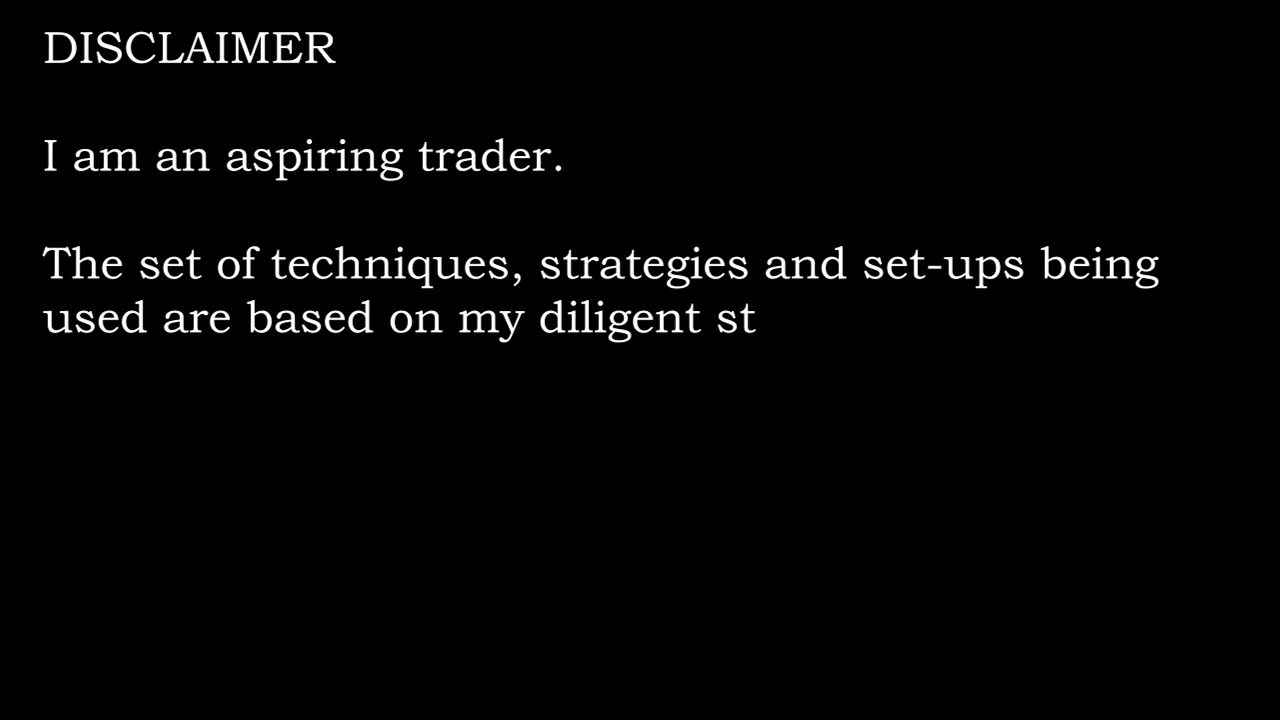 DISCLAIMER
I am an aspiring trader.
The set of techniques, strategies and set-ups being
used are based on my diligent st